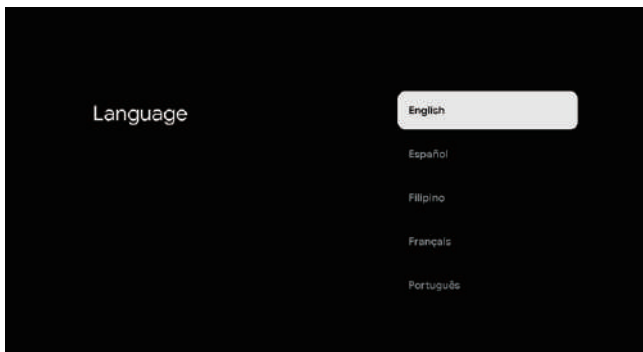 Language
English
Español
Filipino
Français
Português